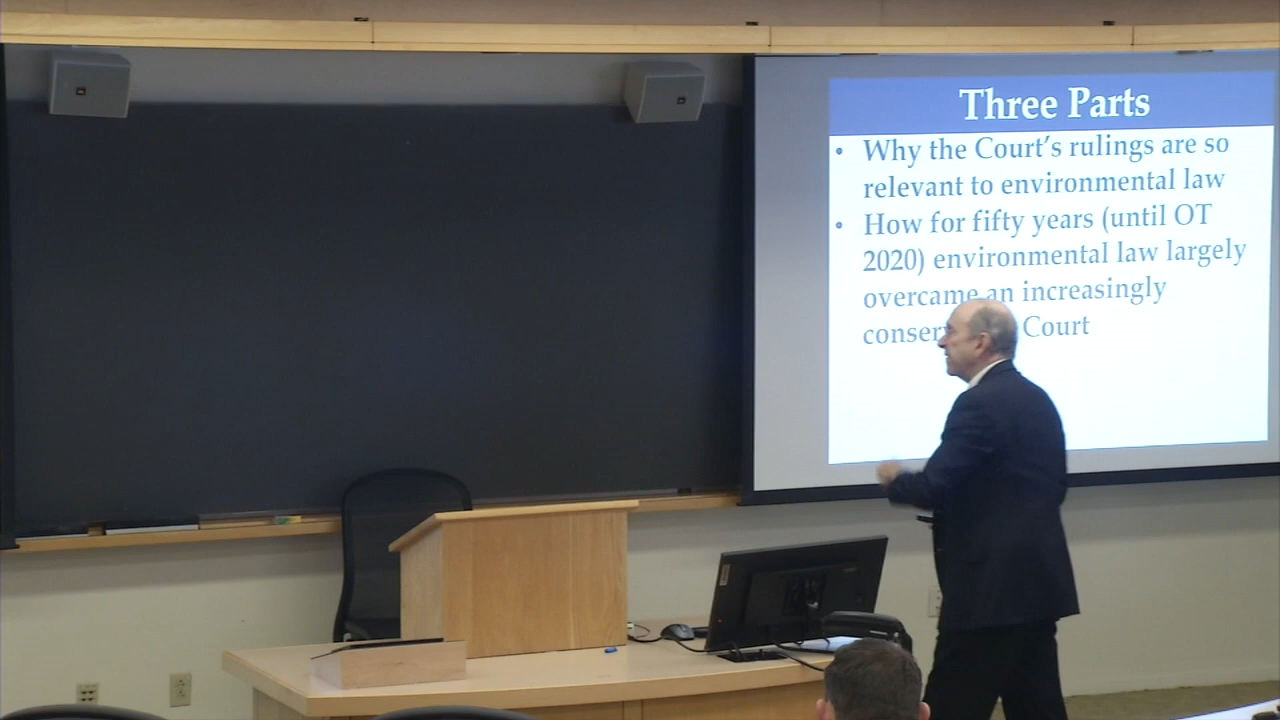 Three Parts
• Why the Court's rulings are so
relevant to environmental law
• How for fifty years (until OT
2020) environmental law largely
overcame an increasingly
Court